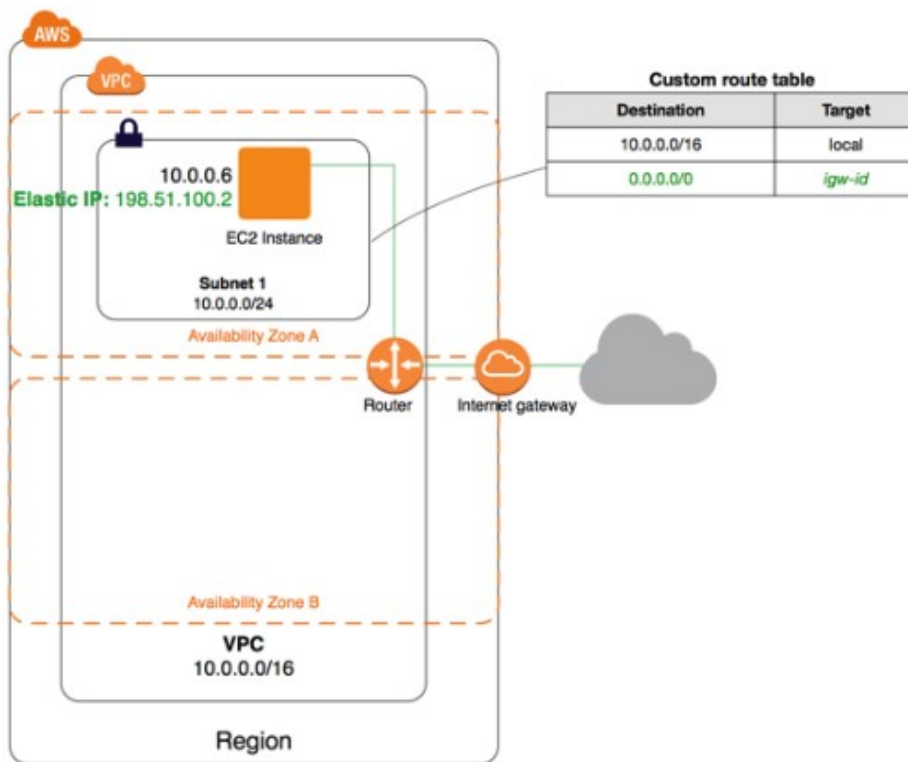 AWS
VPC
Custom route table
Destination Target
10.0.0.0/16 local
0.0.0.0/0 igw-id
10.0.0.6
Elastic IP: 198.51.100.2
EC2 Instance
Subnet 1
10.0.0.0/24
Availability Zone A
Router
Internet gateway
Availability Zone B
VPC
10.0.0.0/16
Region